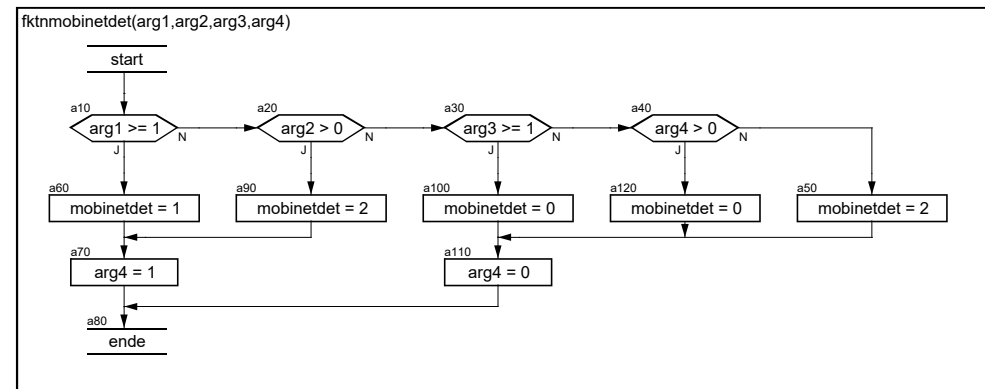 fktnmobinetdet(arg1,arg2,arg3,arg4)
start
a10
a20
a30
a40
arg1 >= 1
N
arg2 > 0
N
arg3 >= 1
N
arg4 > 0
N
J
J
J
J
a60
a90
a100
a120
a50
mobinetdet = 1
mobinetdet = 2
mobinetdet = 0
mobinetdet = 0
mobinetdet = 2
a70
a110
arg4 = 1
arg4 = 0
a80
ende